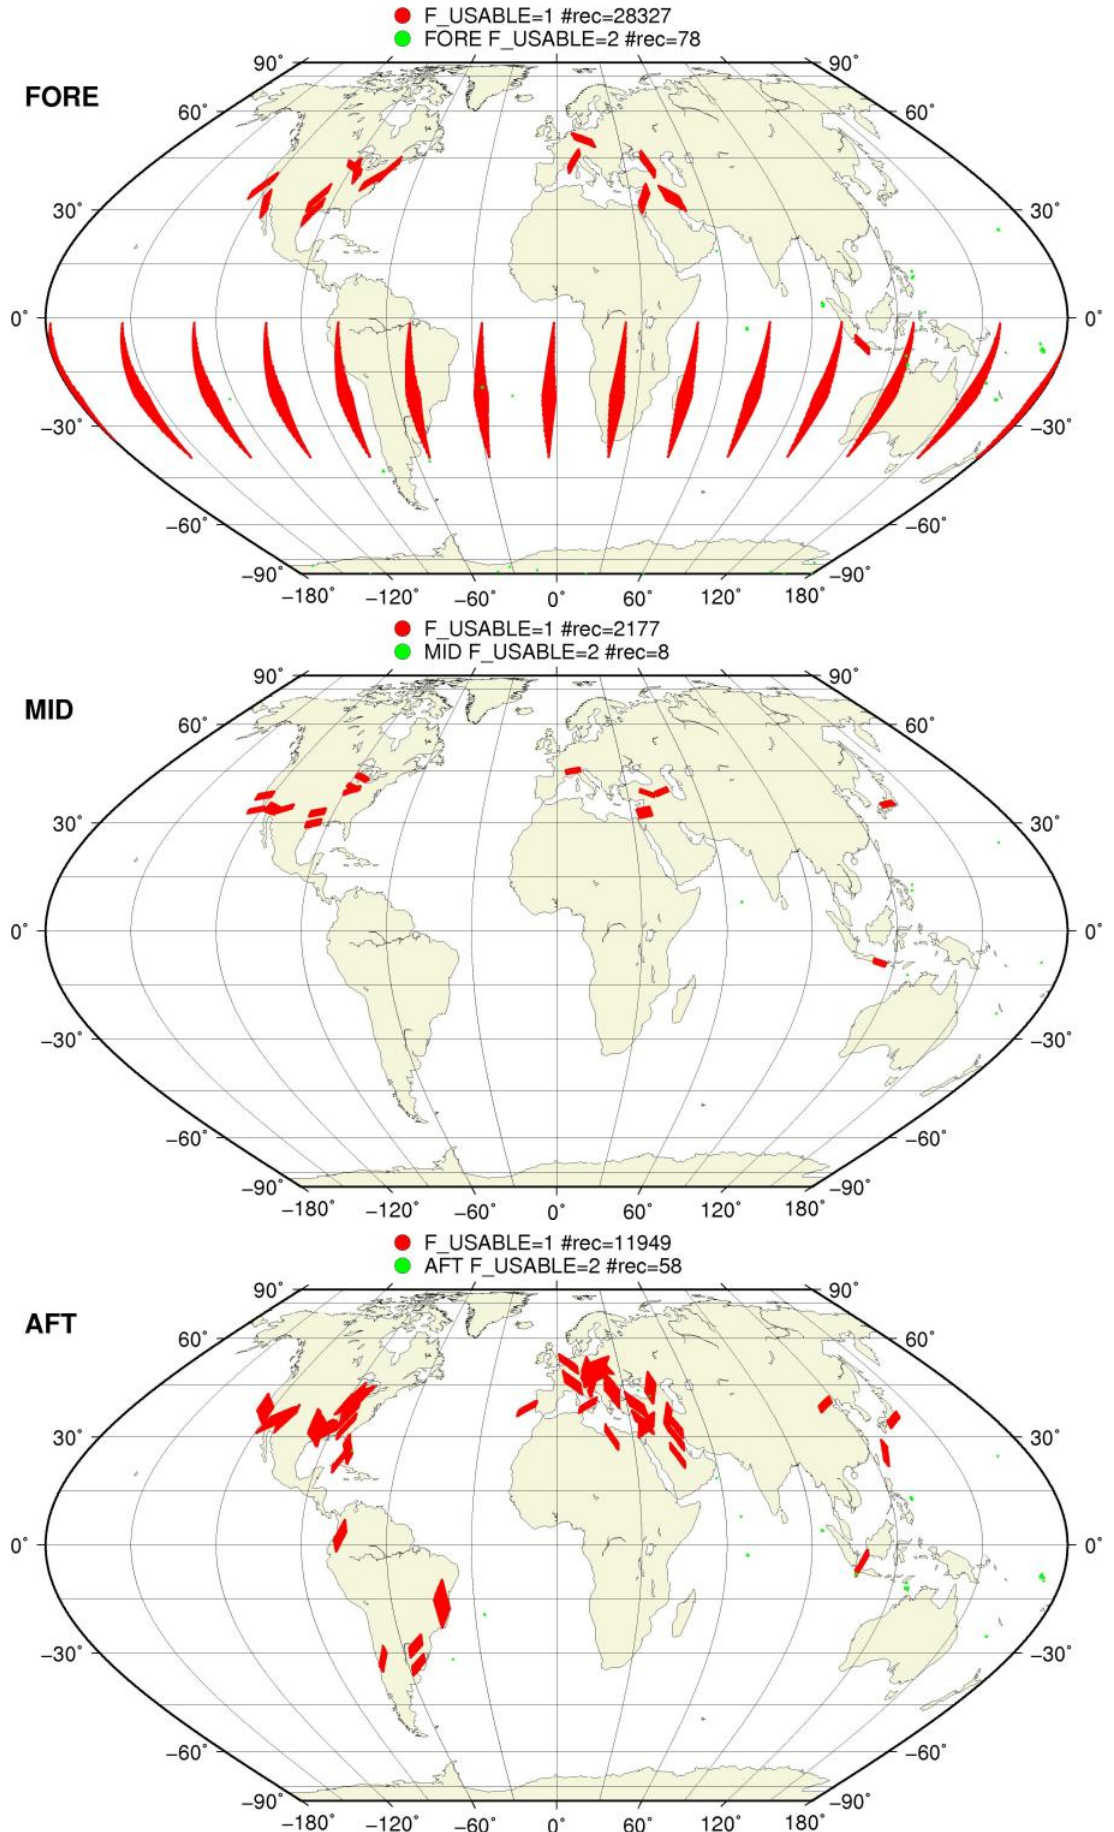 F_USABLE=1 #rec=28327
FORE F_USABLE=2 #rec=78
FORE
90° 90°
60° 60°
30° 30°
0° 0°
−30° −30°
−60° −60°
−90° −90°
−180° −120° −60° 0° 60° 120° 180°
F_USABLE=1 #rec=2177
MID F_USABLE=2 #rec=8
MID
90° 90°
60° 60°
30° 30°
0° 0°
−30° −30°
−60° −60°
−90° −90°
−180° −120° −60° 0° 60° 120° 180°
F_USABLE=1 #rec=11949
AFT F_USABLE=2 #rec=58
AFT
90° 90°
60° 60°
30° 30°
0° 0°
−30° −30°
−60° −60°
−90° −90°
−180° −120° −60° 0° 60° 120° 180°